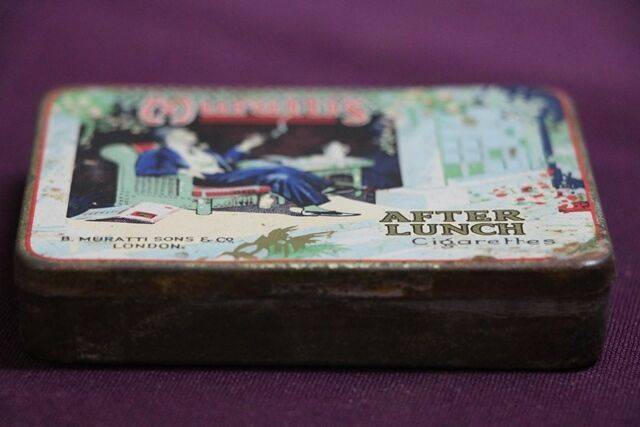 Muratti's
AFTER
LUNCH
Cigarettes
B. MURATTI SONS & Co
LONDON.